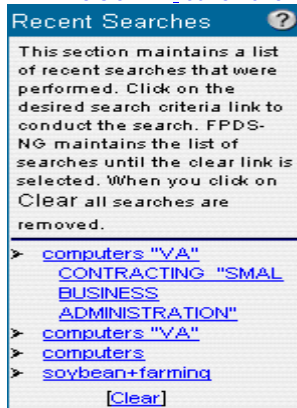 Recent Searches ?
This section maintains a list
of recent searches that were
performed. Click on the
desired search criteria link to
conduct the search. FPDS-
NG maintains the list of
searches until the clear link is
selected. When you click on
Clear all searches are
removed.
➤ computers "VA"
CONTRACTING "SMAL
BUSINESS
ADMINISTRATION"
➤ computers "VA"
➤ computers
➤ soybean+farming
[Clear]